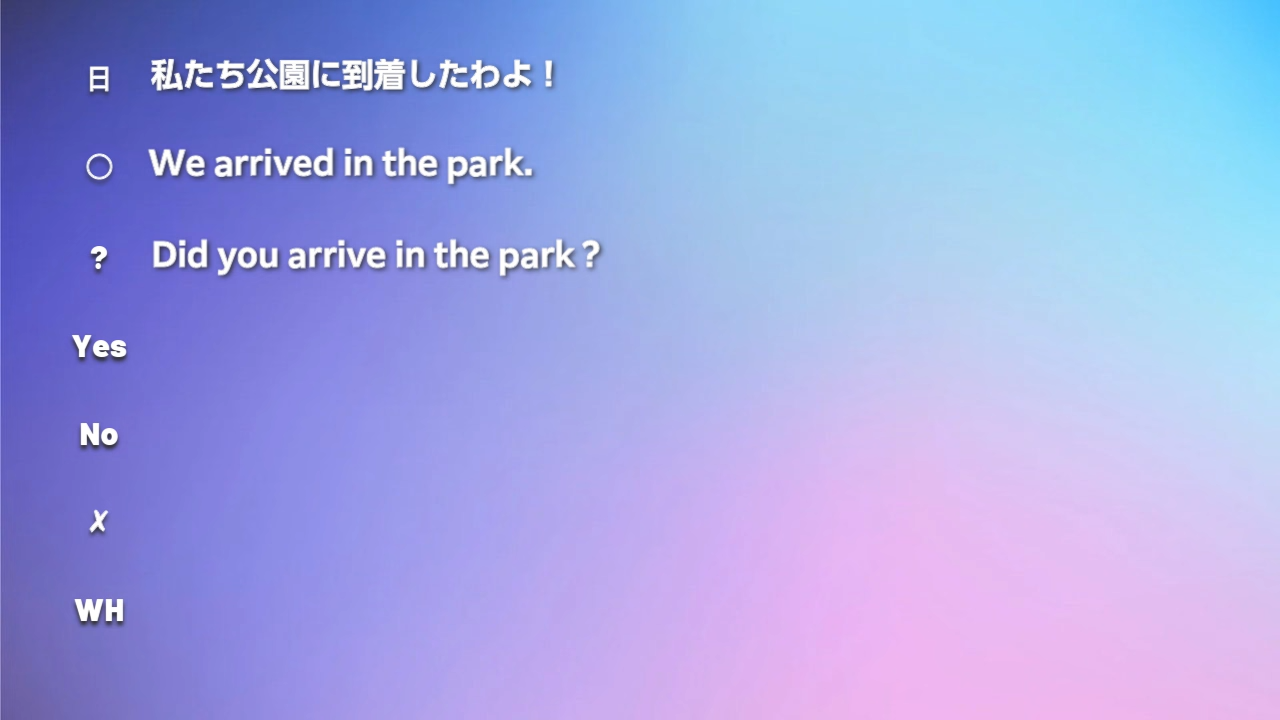 日 私たち公園に到着したわよ！
○ We arrived in the park.
? Did you arrive in the park？
Yes
No
✗
WH